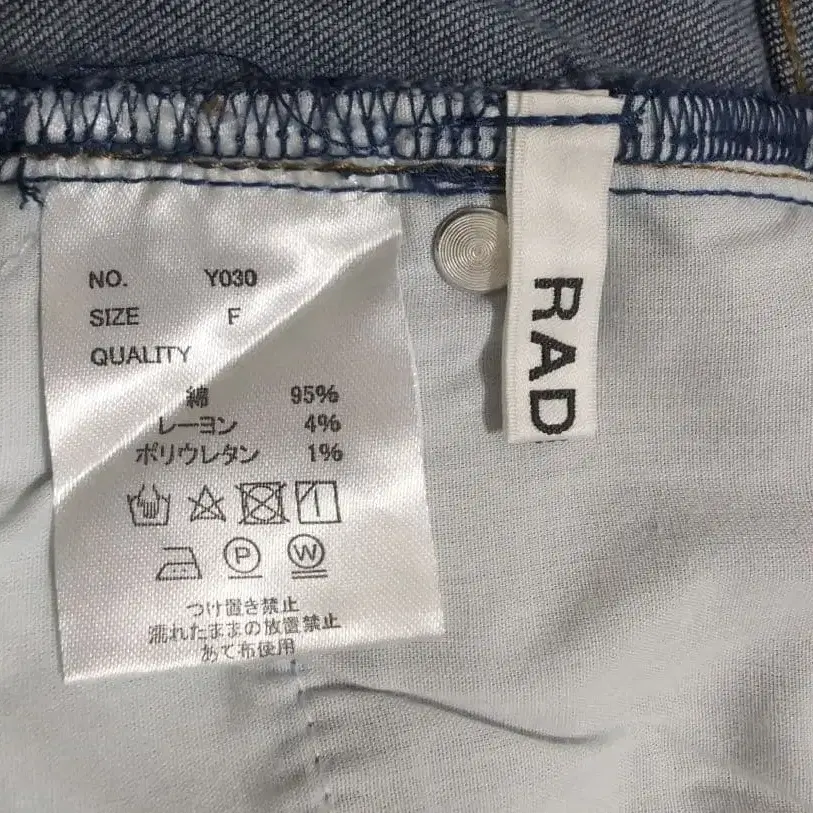 NO. Y030
SIZE F
QUALITY
綿 95%
レーヨン 4%
ポリウレタン 1%
P W
つけ置き禁止
濡れたままの放置禁止
あて布使用
RAD